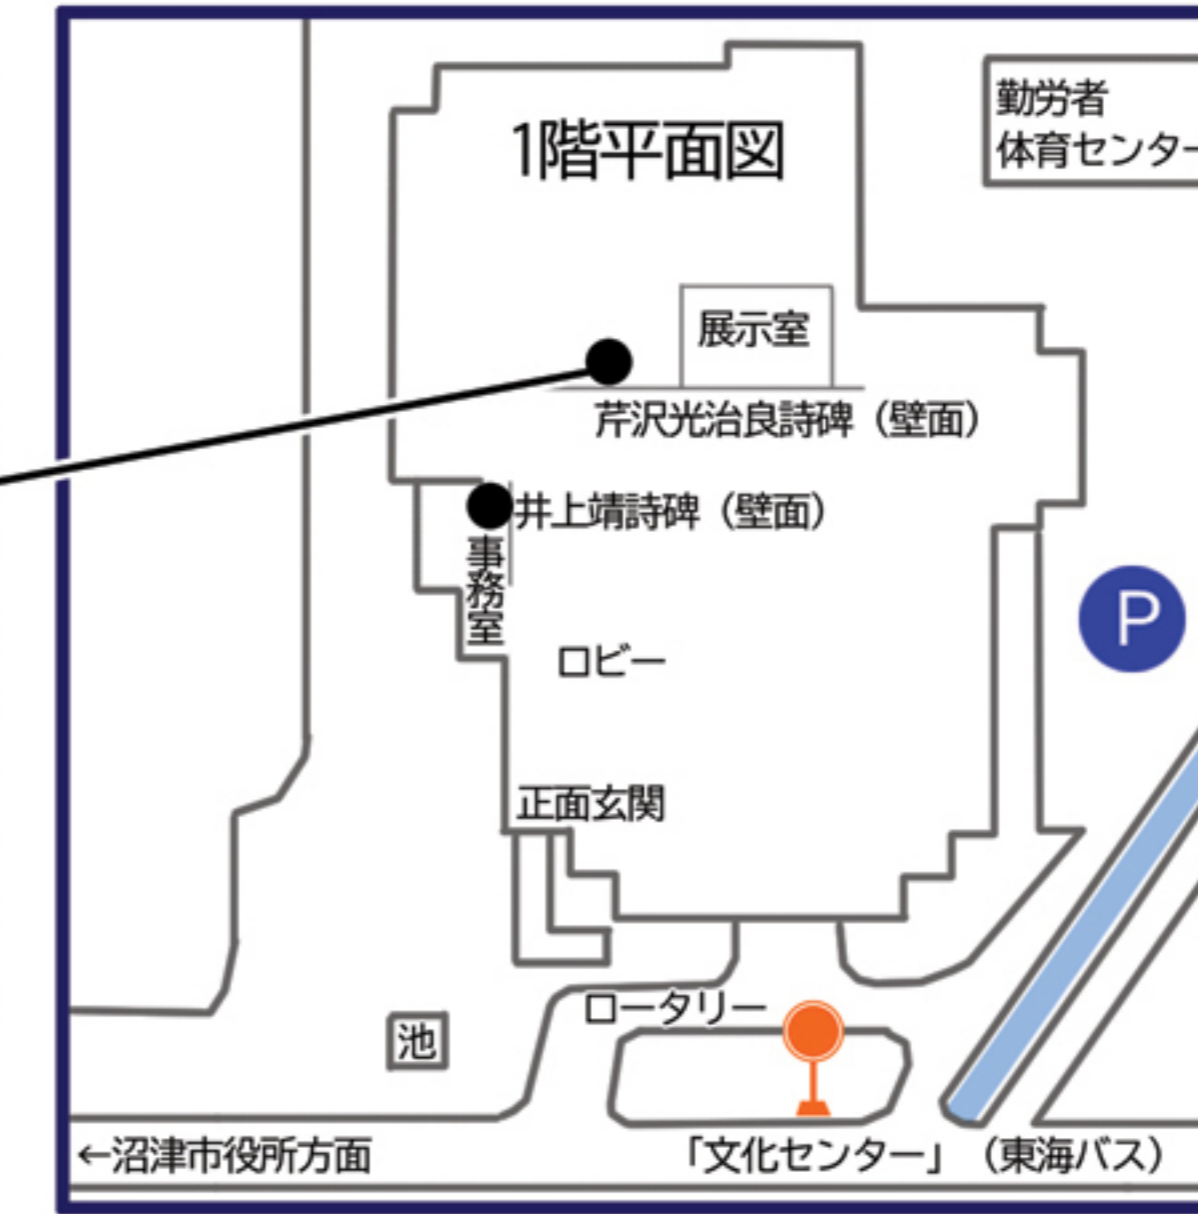 勤労者
体育センター
1階平面図
展示室
芹沢光治良詩碑（壁面）
井上靖詩碑（壁面）
事務室
ロビー
P
正面玄関
ロータリー
池
←沼津市役所方面
「文化センター」（東海バス）